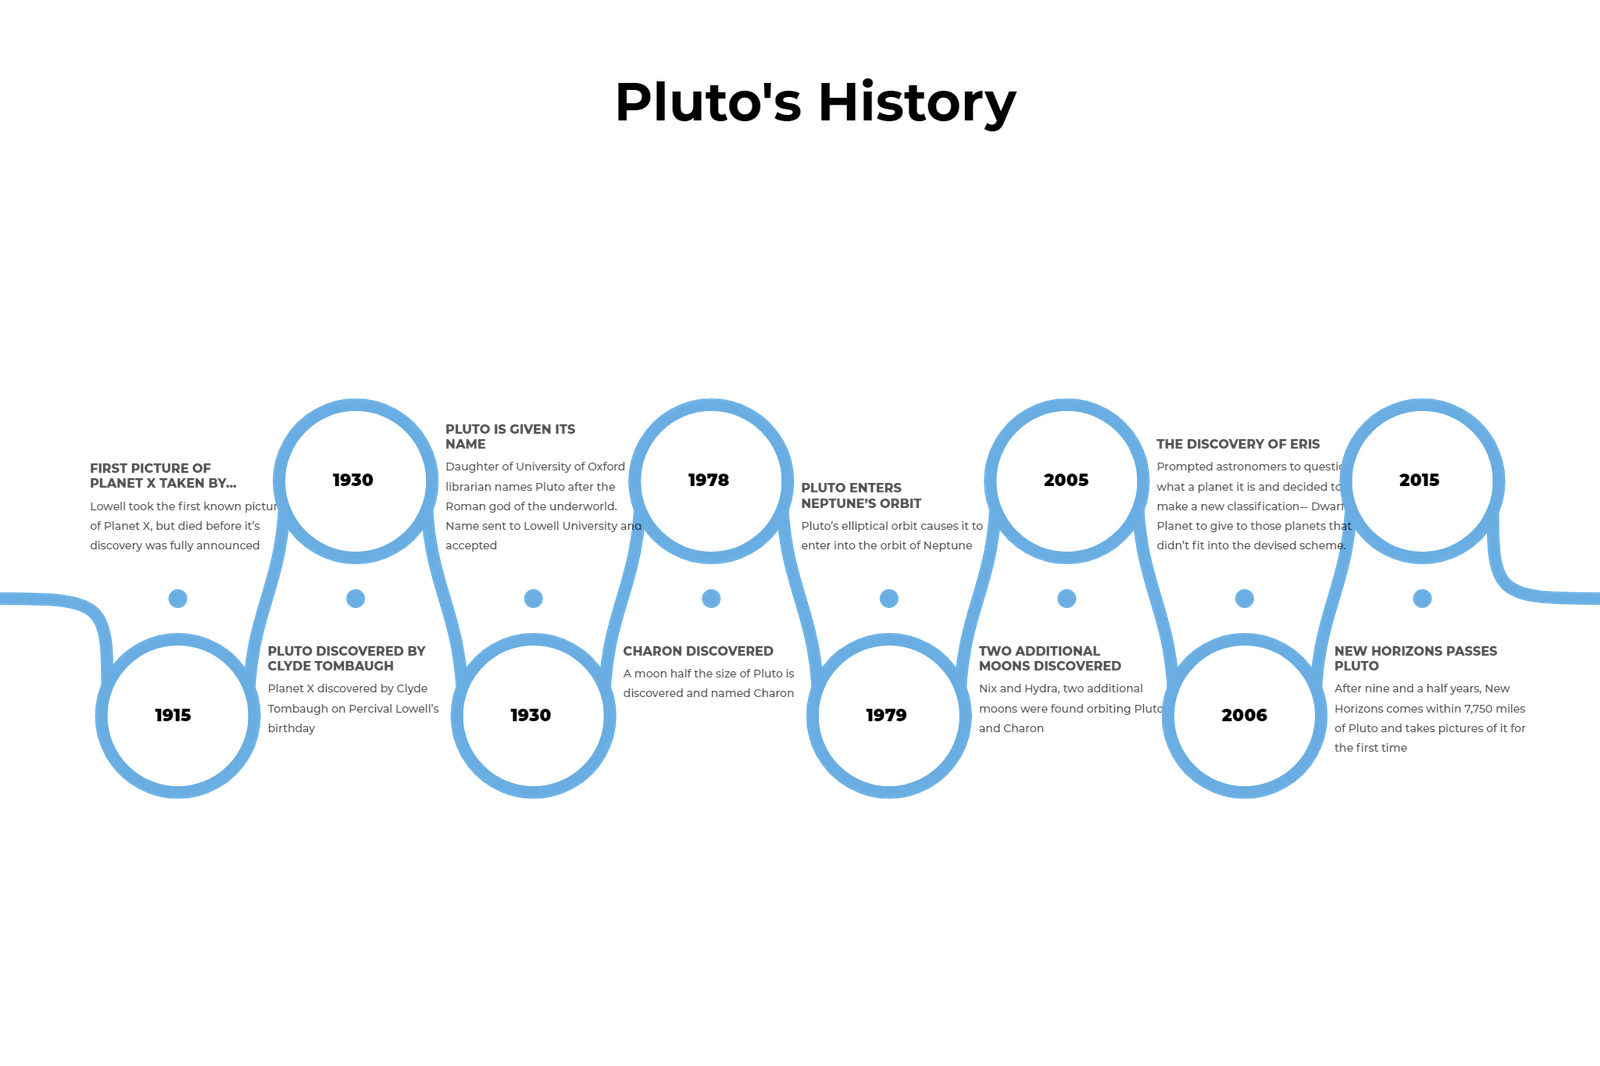 Pluto's History
FIRST PICTURE OF
PLANET X TAKEN BY...
Lowell took the first known pictur
of Planet X, but died before it's
discovery was fully announced
1915
1930
PLUTO DISCOVERED BY
CLYDE TOMBAUGH
Planet X discovered by Clyde
Tombaugh on Percival Lowell's
birthday
PLUTO IS GIVEN ITS
NAME
Daughter of University of Oxford
librarian names Pluto after the
Roman god of the underworld.
Name sent to Lowell University and
accepted
1930
1978
CHARON DISCOVERED
A moon half the size of Pluto is
discovered and named Charon
PLUTO ENTERS
NEPTUNE'S ORBIT
Pluto's elliptical orbit causes it to
enter into the orbit of Neptune
1979
2005
TWO ADDITIONAL
MOONS DISCOVERED
Nix and Hydra, two additional
moons were found orbiting Pluto
and Charon
THE DISCOVERY OF ERIS
Prompted astronomers to questic
what a planet it is and decided to
make a new classification-- Dwarf
Planet to give to those planets that
didn't fit into the devised scheme.
2006
2015
NEW HORIZONS PASSES
PLUTO
After nine and a half years, New
Horizons comes within 7,750 miles
of Pluto and takes pictures of it for
the first time